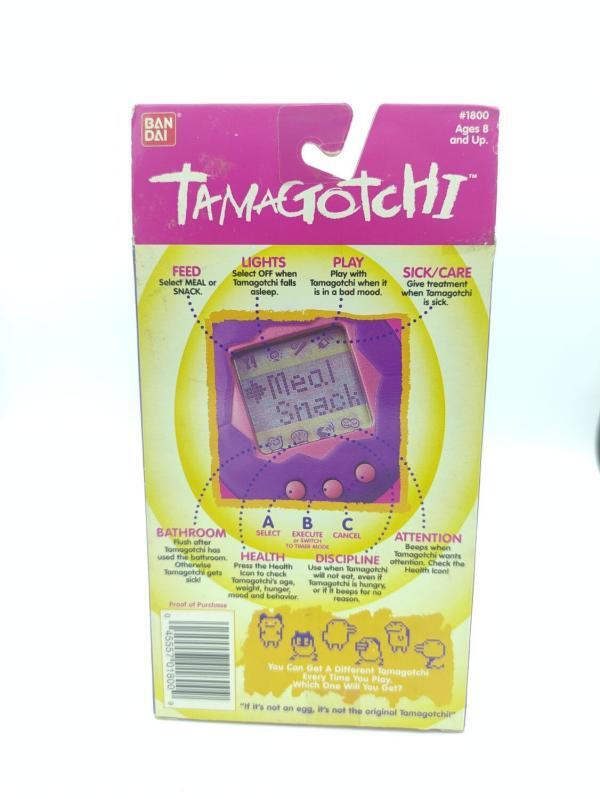 BAN
DAI
#1800
Ages 8
and Up.
TAMAGOTCHI™
FEED
Select MEAL or
SNACK.
LIGHTS
Select OFF when
Tamagotchi falls
asleep.
PLAY
Play with
Tamagotchi when it
is in a bad mood.
SICK/CARE
Give treatment
when Tamagotchi
is sick.
Meal
Snack
A
SELECT
B
EXECUTE
or SWITCH
TO TIMER MODE
C
CANCEL
BATHROOM
Flush after
Tamagotchi has
used the bathroom.
Otherwise
Tamagotchi gets
sick!
HEALTH
Press the Health
Icon to check
Tamagotchi's age,
weight, hunger,
mood and behavior.
DISCIPLINE
Use when Tamagotchi
will not eat, even if
Tamagotchi is hungry,
or if it beeps for no
reason.
ATTENTION
Beeps when
Tamagotchi wants
attention. Check the
Health Icon!
Proof of Purchase
0 45557 01800 9
You Can Get A Different Tamagotchi
Every Time You Play.
Which One Will You Get?
"If it's not an egg, it's not the original Tamagotchi!"